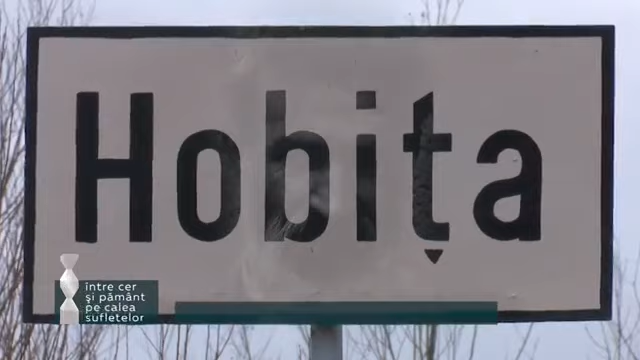 Hobița
între cer
și pământ
pe calea
sufletelor